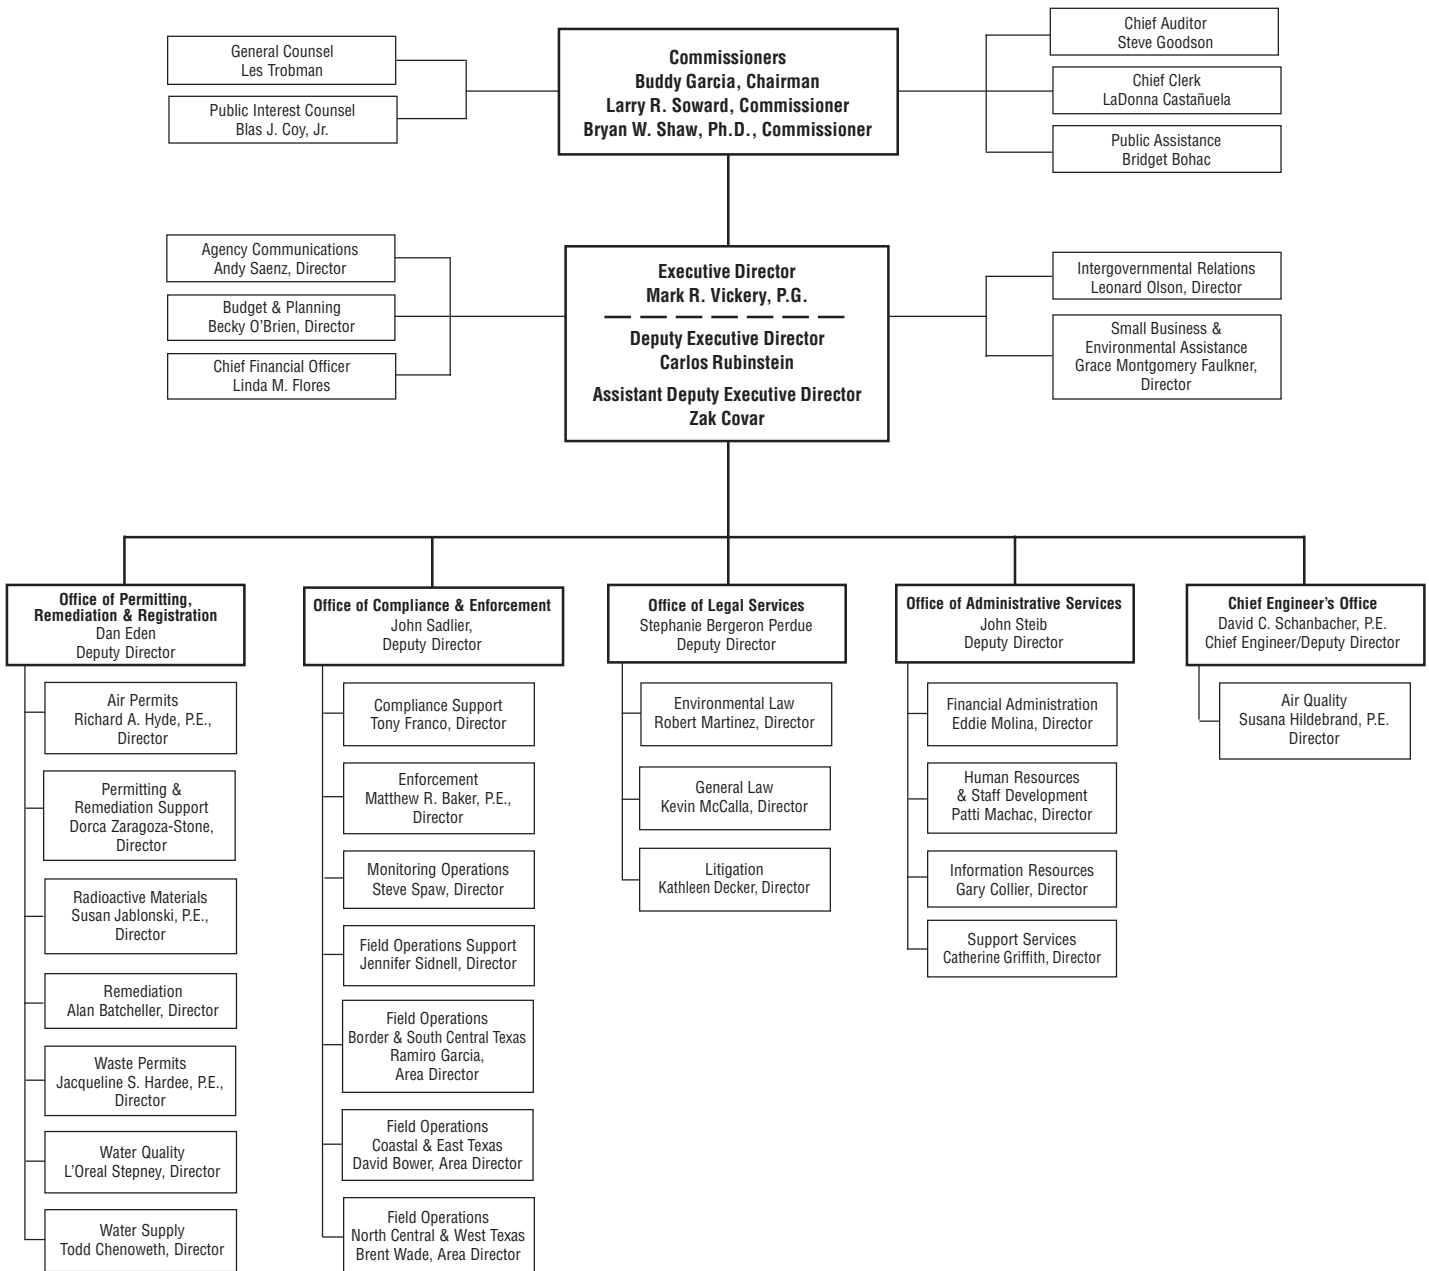 General Counsel
Les Trobman
Public Interest Counsel
Blas J. Coy, Jr.
Commissioners
Buddy Garcia, Chairman
Larry R. Soward, Commissioner
Bryan W. Shaw, Ph.D., Commissioner
Chief Auditor
Steve Goodson
Chief Clerk
LaDonna Castañuela
Public Assistance
Bridget Bohac
Agency Communications
Andy Saenz, Director
Budget & Planning
Becky O'Brien, Director
Chief Financial Officer
Linda M. Flores
Executive Director
Mark R. Vickery, P.G.
Deputy Executive Director
Carlos Rubinstein
Assistant Deputy Executive Director
Zak Covar
Intergovernmental Relations
Leonard Olson, Director
Small Business &
Environmental Assistance
Grace Montgomery Faulkner,
Director
Office of Permitting,
Remediation & Registration
Dan Eden
Deputy Director
Air Permits
Richard A. Hyde, P.E.,
Director
Permitting &
Remediation Support
Dorca Zaragoza-Stone,
Director
Radioactive Materials
Susan Jablonski, P.E.,
Director
Remediation
Alan Batcheller, Director
Waste Permits
Jacqueline S. Hardee, P.E.,
Director
Water Quality
L'Oreal Stepney, Director
Water Supply
Todd Chenoweth, Director
Office of Compliance & Enforcement
John Sadlier,
Deputy Director
Compliance Support
Tony Franco, Director
Enforcement
Matthew R. Baker, P.E.,
Director
Monitoring Operations
Steve Spaw, Director
Field Operations Support
Jennifer Sidnell, Director
Field Operations
Border & South Central Texas
Ramiro Garcia,
Area Director
Field Operations
Coastal & East Texas
David Bower, Area Director
Field Operations
North Central & West Texas
Brent Wade, Area Director
Office of Legal Services
Stephanie Bergeron Perdue
Deputy Director
Environmental Law
Robert Martinez, Director
General Law
Kevin McCalla, Director
Litigation
Kathleen Decker, Director
Office of Administrative Services
John Steib
Deputy Director
Financial Administration
Eddie Molina, Director
Human Resources
& Staff Development
Patti Machac, Director
Information Resources
Gary Collier, Director
Support Services
Catherine Griffith, Director
Chief Engineer's Office
David C. Schanbacher, P.E.
Chief Engineer/Deputy Director
Air Quality
Susana Hildebrand, P.E.
Director